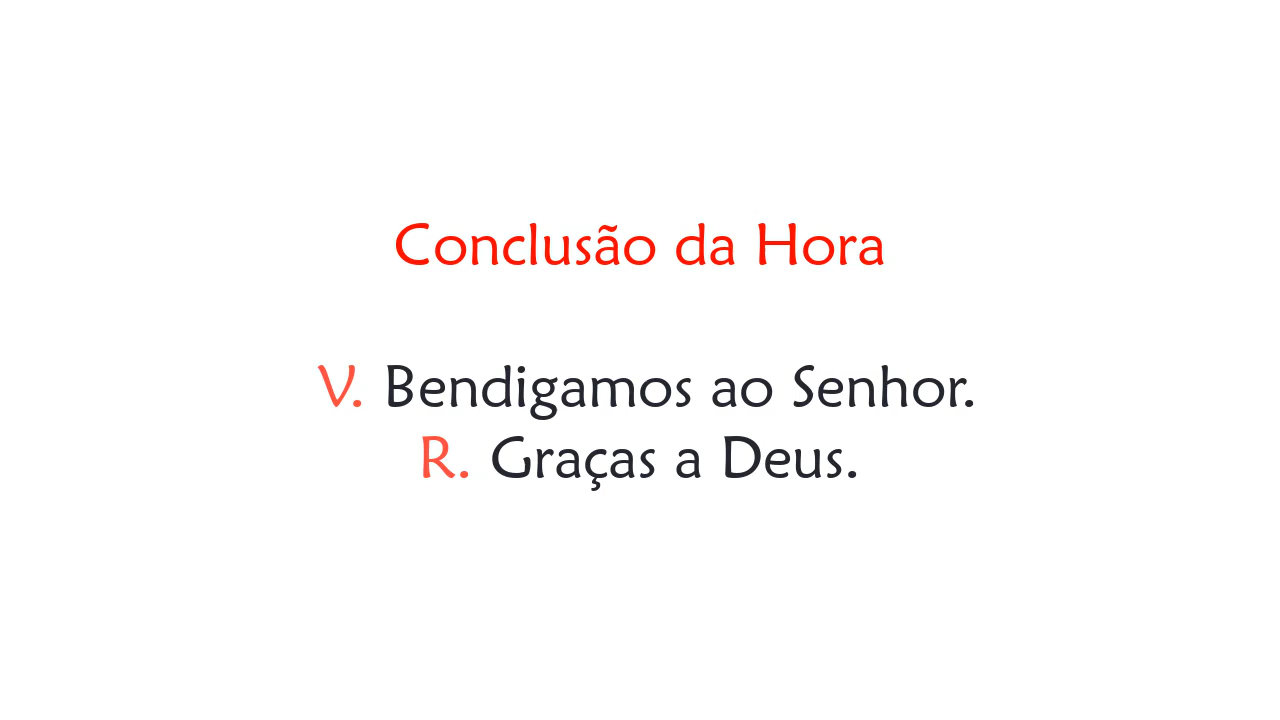 Conclusão da Hora
V. Bendigamos ao Senhor.
R. Graças a Deus.